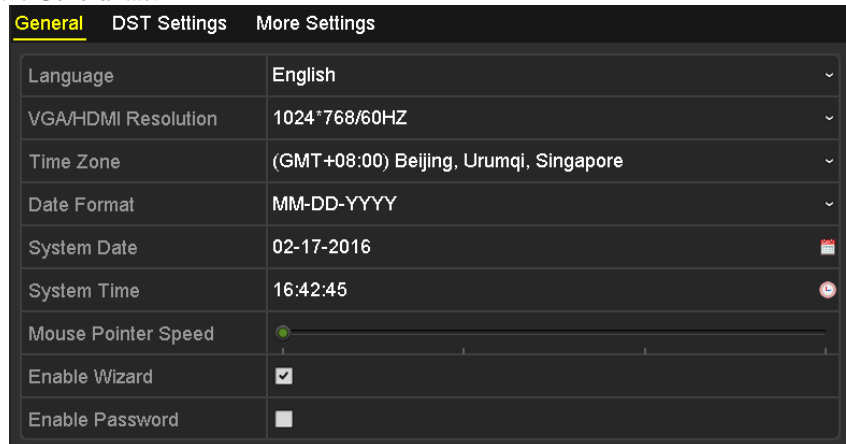 General DST Settings More Settings
Language English
VGA/HDMI Resolution 1024*768/60HZ
Time Zone (GMT+08:00) Beijing, Urumqi, Singapore
Date Format MM-DD-YYYY
System Date 02-17-2016
System Time 16:42:45
Mouse Pointer Speed
Enable Wizard
Enable Password